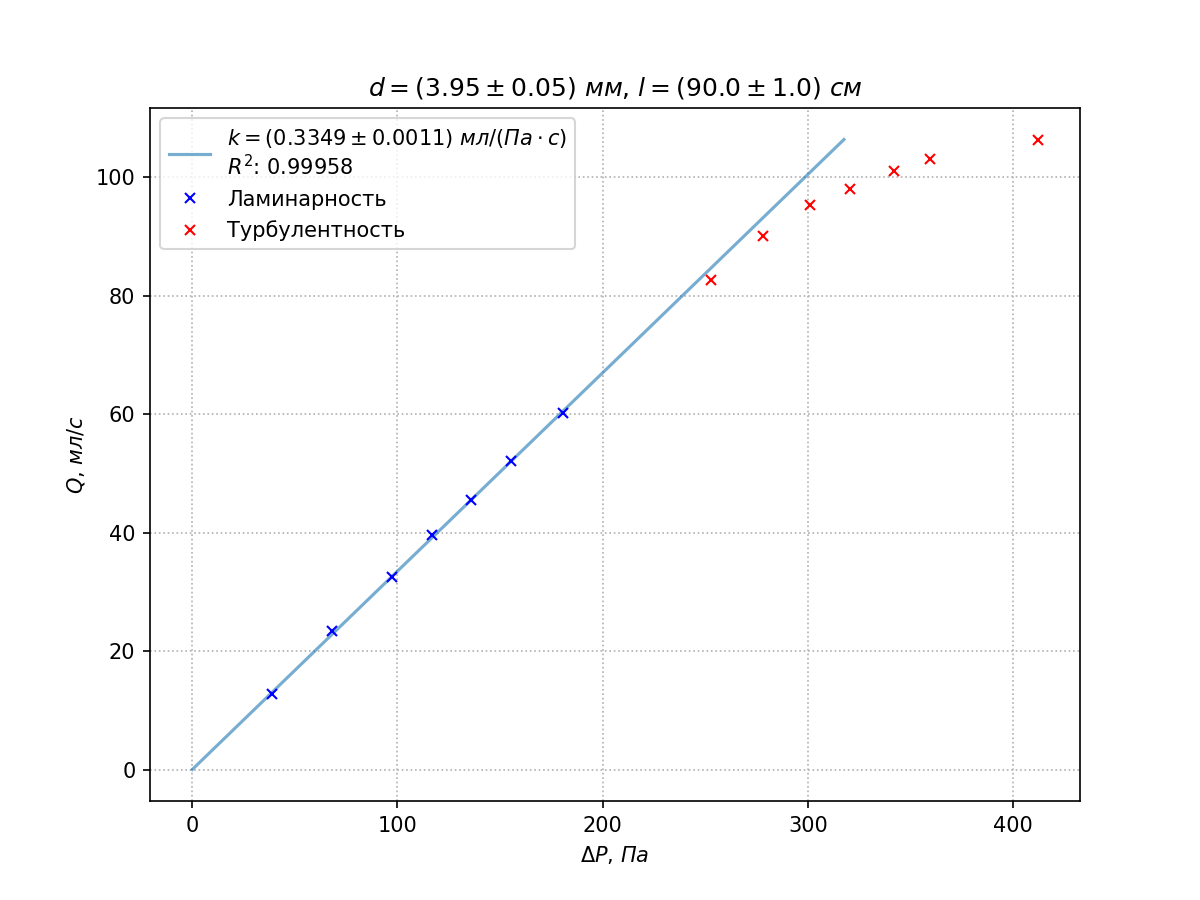 d = (3.95 ± 0.05) мм, l = (90.0 ± 1.0) см
k = (0.3349 ± 0.0011) мл/(Па · с)
R²: 0.99958
Ламинарность
Турбулентность
100
80
60
40
20
0
Q, мл/с
0 100 200 300 400
ΔP, Па